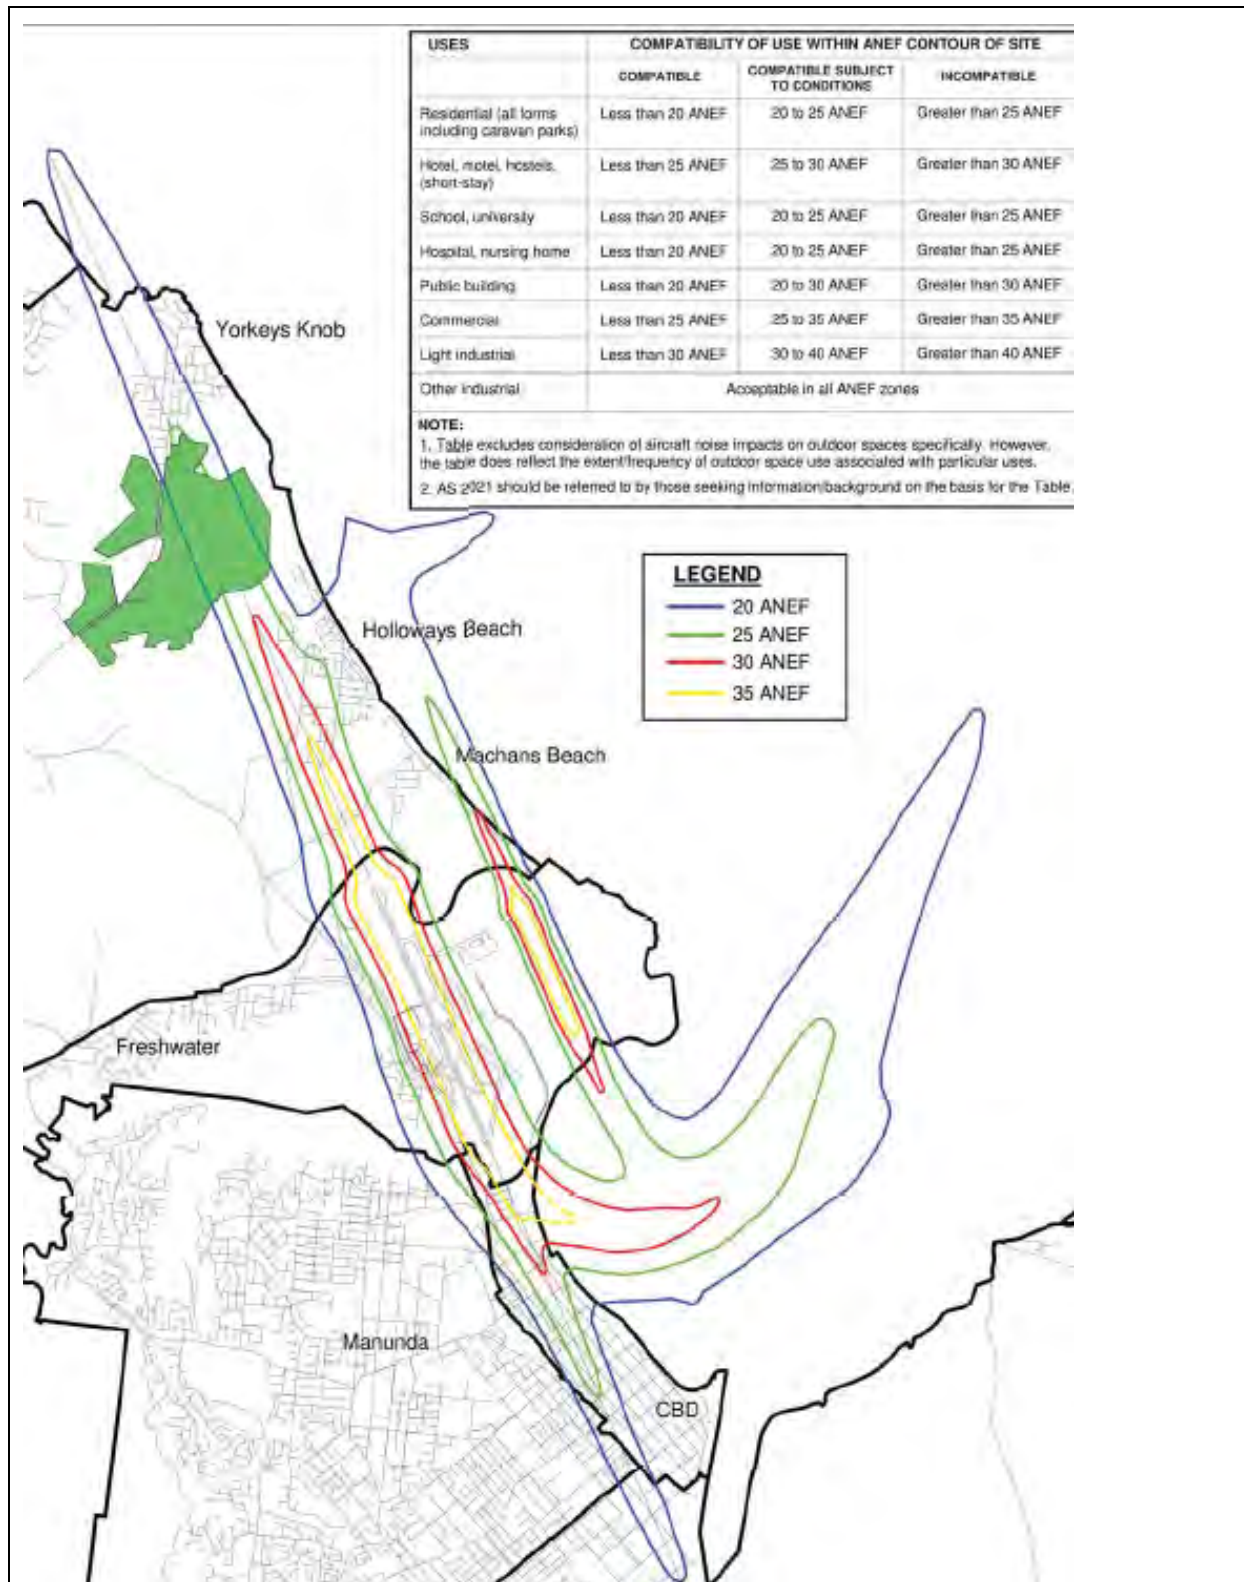 USES COMPATIBILITY OF USE WITHIN ANEF CONTOUR OF SITE
COMPATIBLE COMPATIBLE SUBJECT TO CONDITIONS INCOMPATIBLE
Residential (all forms including caravan parks) Less than 20 ANEF 20 to 25 ANEF Greater than 25 ANEF
Hotel, motel, hostels, (short-stay) Less than 25 ANEF 25 to 30 ANEF Greater than 30 ANEF
School, university Less than 20 ANEF 20 to 25 ANEF Greater than 25 ANEF
Hospital, nursing home Less than 20 ANEF 20 to 25 ANEF Greater than 25 ANEF
Public building Less than 20 ANEF 20 to 30 ANEF Greater than 30 ANEF
Commercial Less than 25 ANEF 25 to 35 ANEF Greater than 35 ANEF
Light industrial Less than 30 ANEF 30 to 40 ANEF Greater than 40 ANEF
Other industrial Acceptable in all ANEF zones
NOTE:
1. Table excludes consideration of aircraft noise impacts on outdoor spaces specifically. However,
the table does reflect the extent/frequency of outdoor space use associated with particular uses.
2. AS 2021 should be referred to by those seeking information/background on the basis for the Table.
Yorkeys Knob
LEGEND
20 ANEF
25 ANEF
30 ANEF
35 ANEF
Holloways Beach
Machans Beach
Freshwater
Manunda
CBD